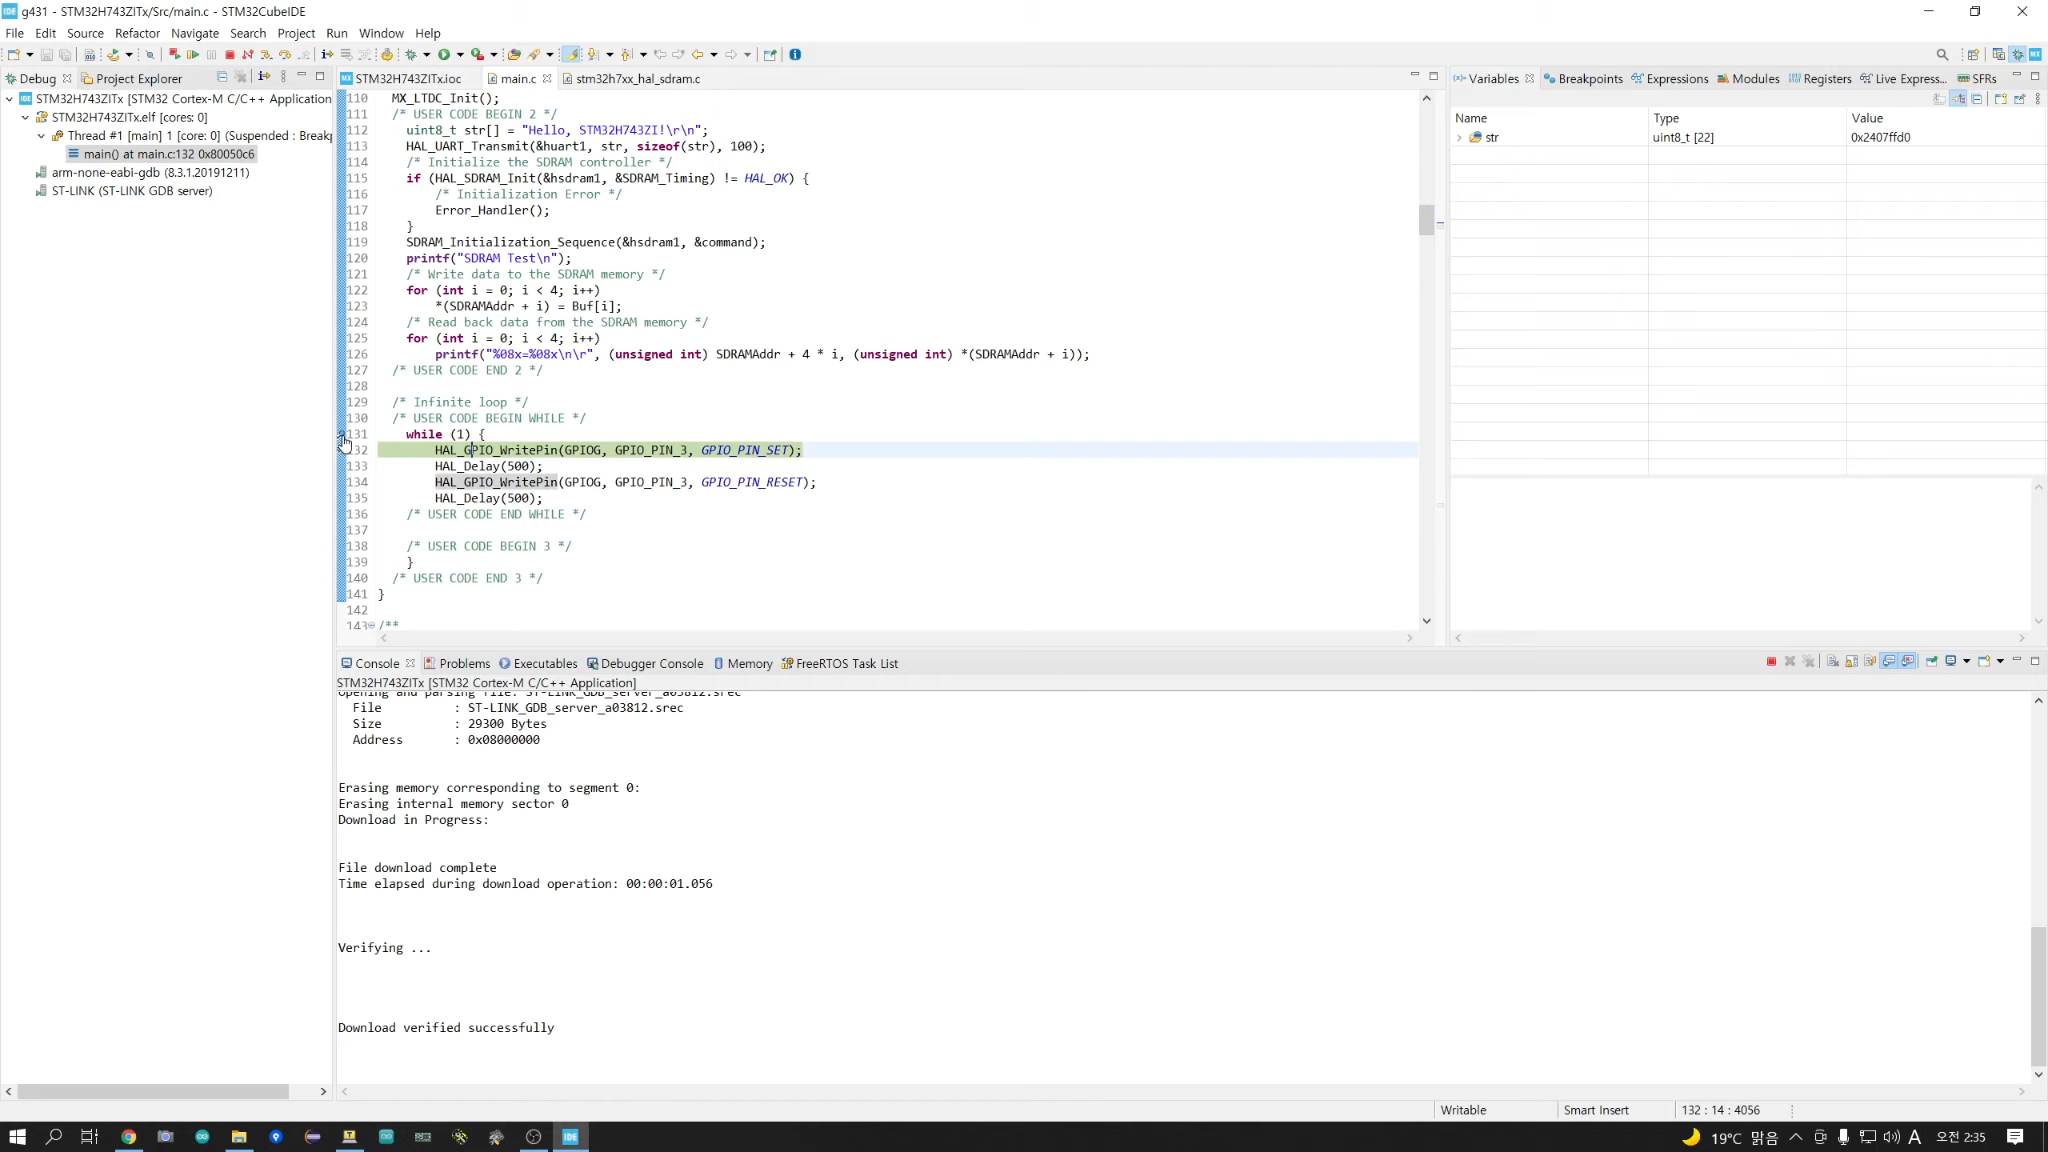 g431 - STM32H743ZITx/Src/main.c - STM32CubeIDE
File Edit Source Refactor Navigate Search Project Run Window Help
Debug Project Explorer
STM32H743ZITx [STM32 Cortex-M C/C++ Application
STM32H743ZITx.elf [cores: 0]
Thread #1 [main] 1 [core: 0] (Suspended : Breakp
main() at main.c:132 0x80050c6
arm-none-eabi-gdb (8.3.1.20191211)
ST-LINK (ST-LINK GDB server)
STM32H743ZITx.ioc main.c stm32h7xx_hal_sdram.c
110 MX_LTDC_Init();
111 /* USER CODE BEGIN 2 */
112 uint8_t str[] = "Hello, STM32H743ZI!\r\n";
113 HAL_UART_Transmit(&huart1, str, sizeof(str), 100);
114 /* Initialize the SDRAM controller */
115 if (HAL_SDRAM_Init(&hsdram1, &SDRAM_Timing) != HAL_OK) {
116 /* Initialization Error */
117 Error_Handler();
118 }
119 SDRAM_Initialization_Sequence(&hsdram1, &command);
120 printf("SDRAM Test\n");
121 /* Write data to the SDRAM memory */
122 for (int i = 0; i < 4; i++)
123 *(SDRAMAddr + i) = Buf[i];
124 /* Read back data from the SDRAM memory */
125 for (int i = 0; i < 4; i++)
126 printf("%08x=%08x\n\r", (unsigned int) SDRAMAddr + 4 * i, (unsigned int) *(SDRAMAddr + i));
127 /* USER CODE END 2 */
128
129 /* Infinite loop */
130 /* USER CODE BEGIN WHILE */
131 while (1) {
132 HAL_GPIO_WritePin(GPIOG, GPIO_PIN_3, GPIO_PIN_SET);
133 HAL_Delay(500);
134 HAL_GPIO_WritePin(GPIOG, GPIO_PIN_3, GPIO_PIN_RESET);
135 HAL_Delay(500);
136 /* USER CODE END WHILE */
137
138 /* USER CODE BEGIN 3 */
139 }
140 /* USER CODE END 3 */
141 }
142
143 /**
Variables Breakpoints Expressions Modules Registers Live Express... SFRs
Name Type Value
str uint8_t [22] 0x2407ffd0
Console Problems Executables Debugger Console Memory FreeRTOS Task List
STM32H743ZITx [STM32 Cortex-M C/C++ Application]
Opening and parsing file: ST-LINK_GDB_server_a03812.srec
File : ST-LINK_GDB_server_a03812.srec
Size : 29300 Bytes
Address : 0x08000000
Erasing memory corresponding to segment 0:
Erasing internal memory sector 0
Download in Progress:
File download complete
Time elapsed during download operation: 00:00:01.056
Verifying ...
Download verified successfully
Writable Smart Insert 132 : 14 : 4056
IDE 19°C 맑음 A 오전 2:35